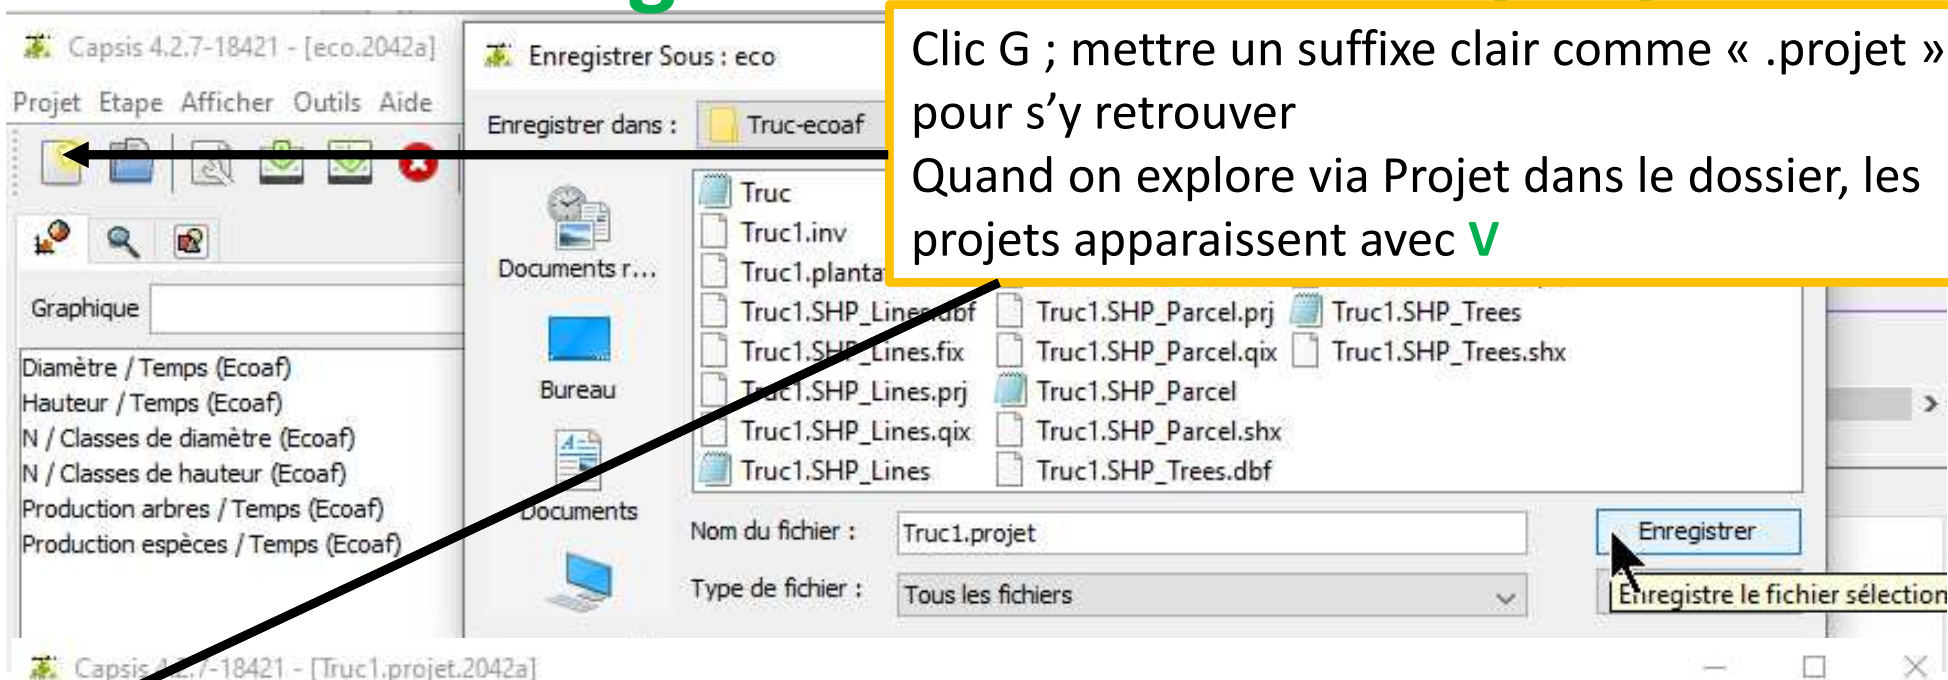 Capsis 4.2.7-18421 - [eco.2042a]
Projet Etape Afficher Outils Aide
Graphique
Diamètre / Temps (Ecoaf)
Hauteur / Temps (Ecoaf)
N / Classes de diamètre (Ecoaf)
N / Classes de hauteur (Ecoaf)
Production arbres / Temps (Ecoaf)
Production espèces / Temps (Ecoaf)
Enregistrer Sous : eco
Enregistrer dans :
Truc-ecoaf
Documents r...
Bureau
Documents
Truc
Truc1.inv
Truc1.planta
Truc1.SHP_Lines.dbf
Truc1.SHP_Lines.fix
Truc1.SHP_Lines.prj
Truc1.SHP_Lines.qix
Truc1.SHP_Lines
Truc1.SHP_Parcel.prj
Truc1.SHP_Parcel.qix
Truc1.SHP_Parcel
Truc1.SHP_Parcel.shx
Truc1.SHP_Trees.dbf
Truc1.SHP_Trees
Truc1.SHP_Trees.shx
Nom du fichier :
Truc1.projet
Enregistrer
Type de fichier :
Tous les fichiers
Enregistre le fichier sélection
Clic G ; mettre un suffixe clair comme « .projet »
pour s’y retrouver
Quand on explore via Projet dans le dossier, les
projets apparaissent avec V
Capsis 4.2.7-18421 - [Truc1.projet.2042a]